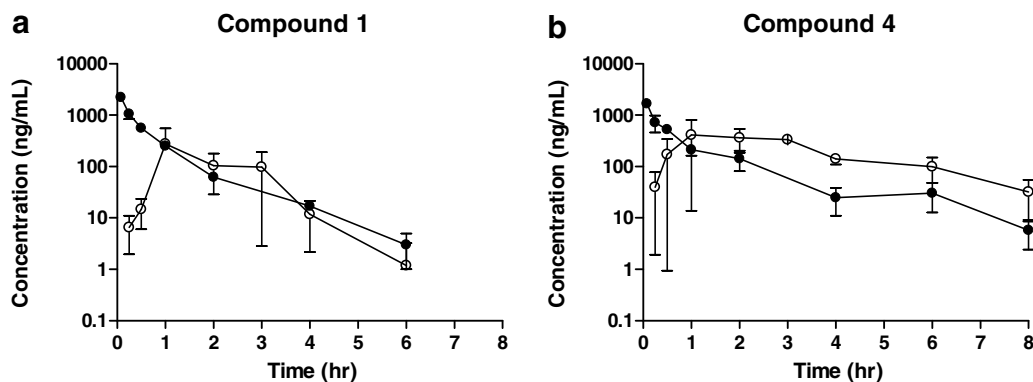 a
Compound 1
Concentration (ng/mL)
10000
1000
100
10
1
0.1
0 1 2 3 4 5 6 7 8
Time (hr)
b
Compound 4
Concentration (ng/mL)
10000
1000
100
10
1
0.1
0 1 2 3 4 5 6 7 8
Time (hr)